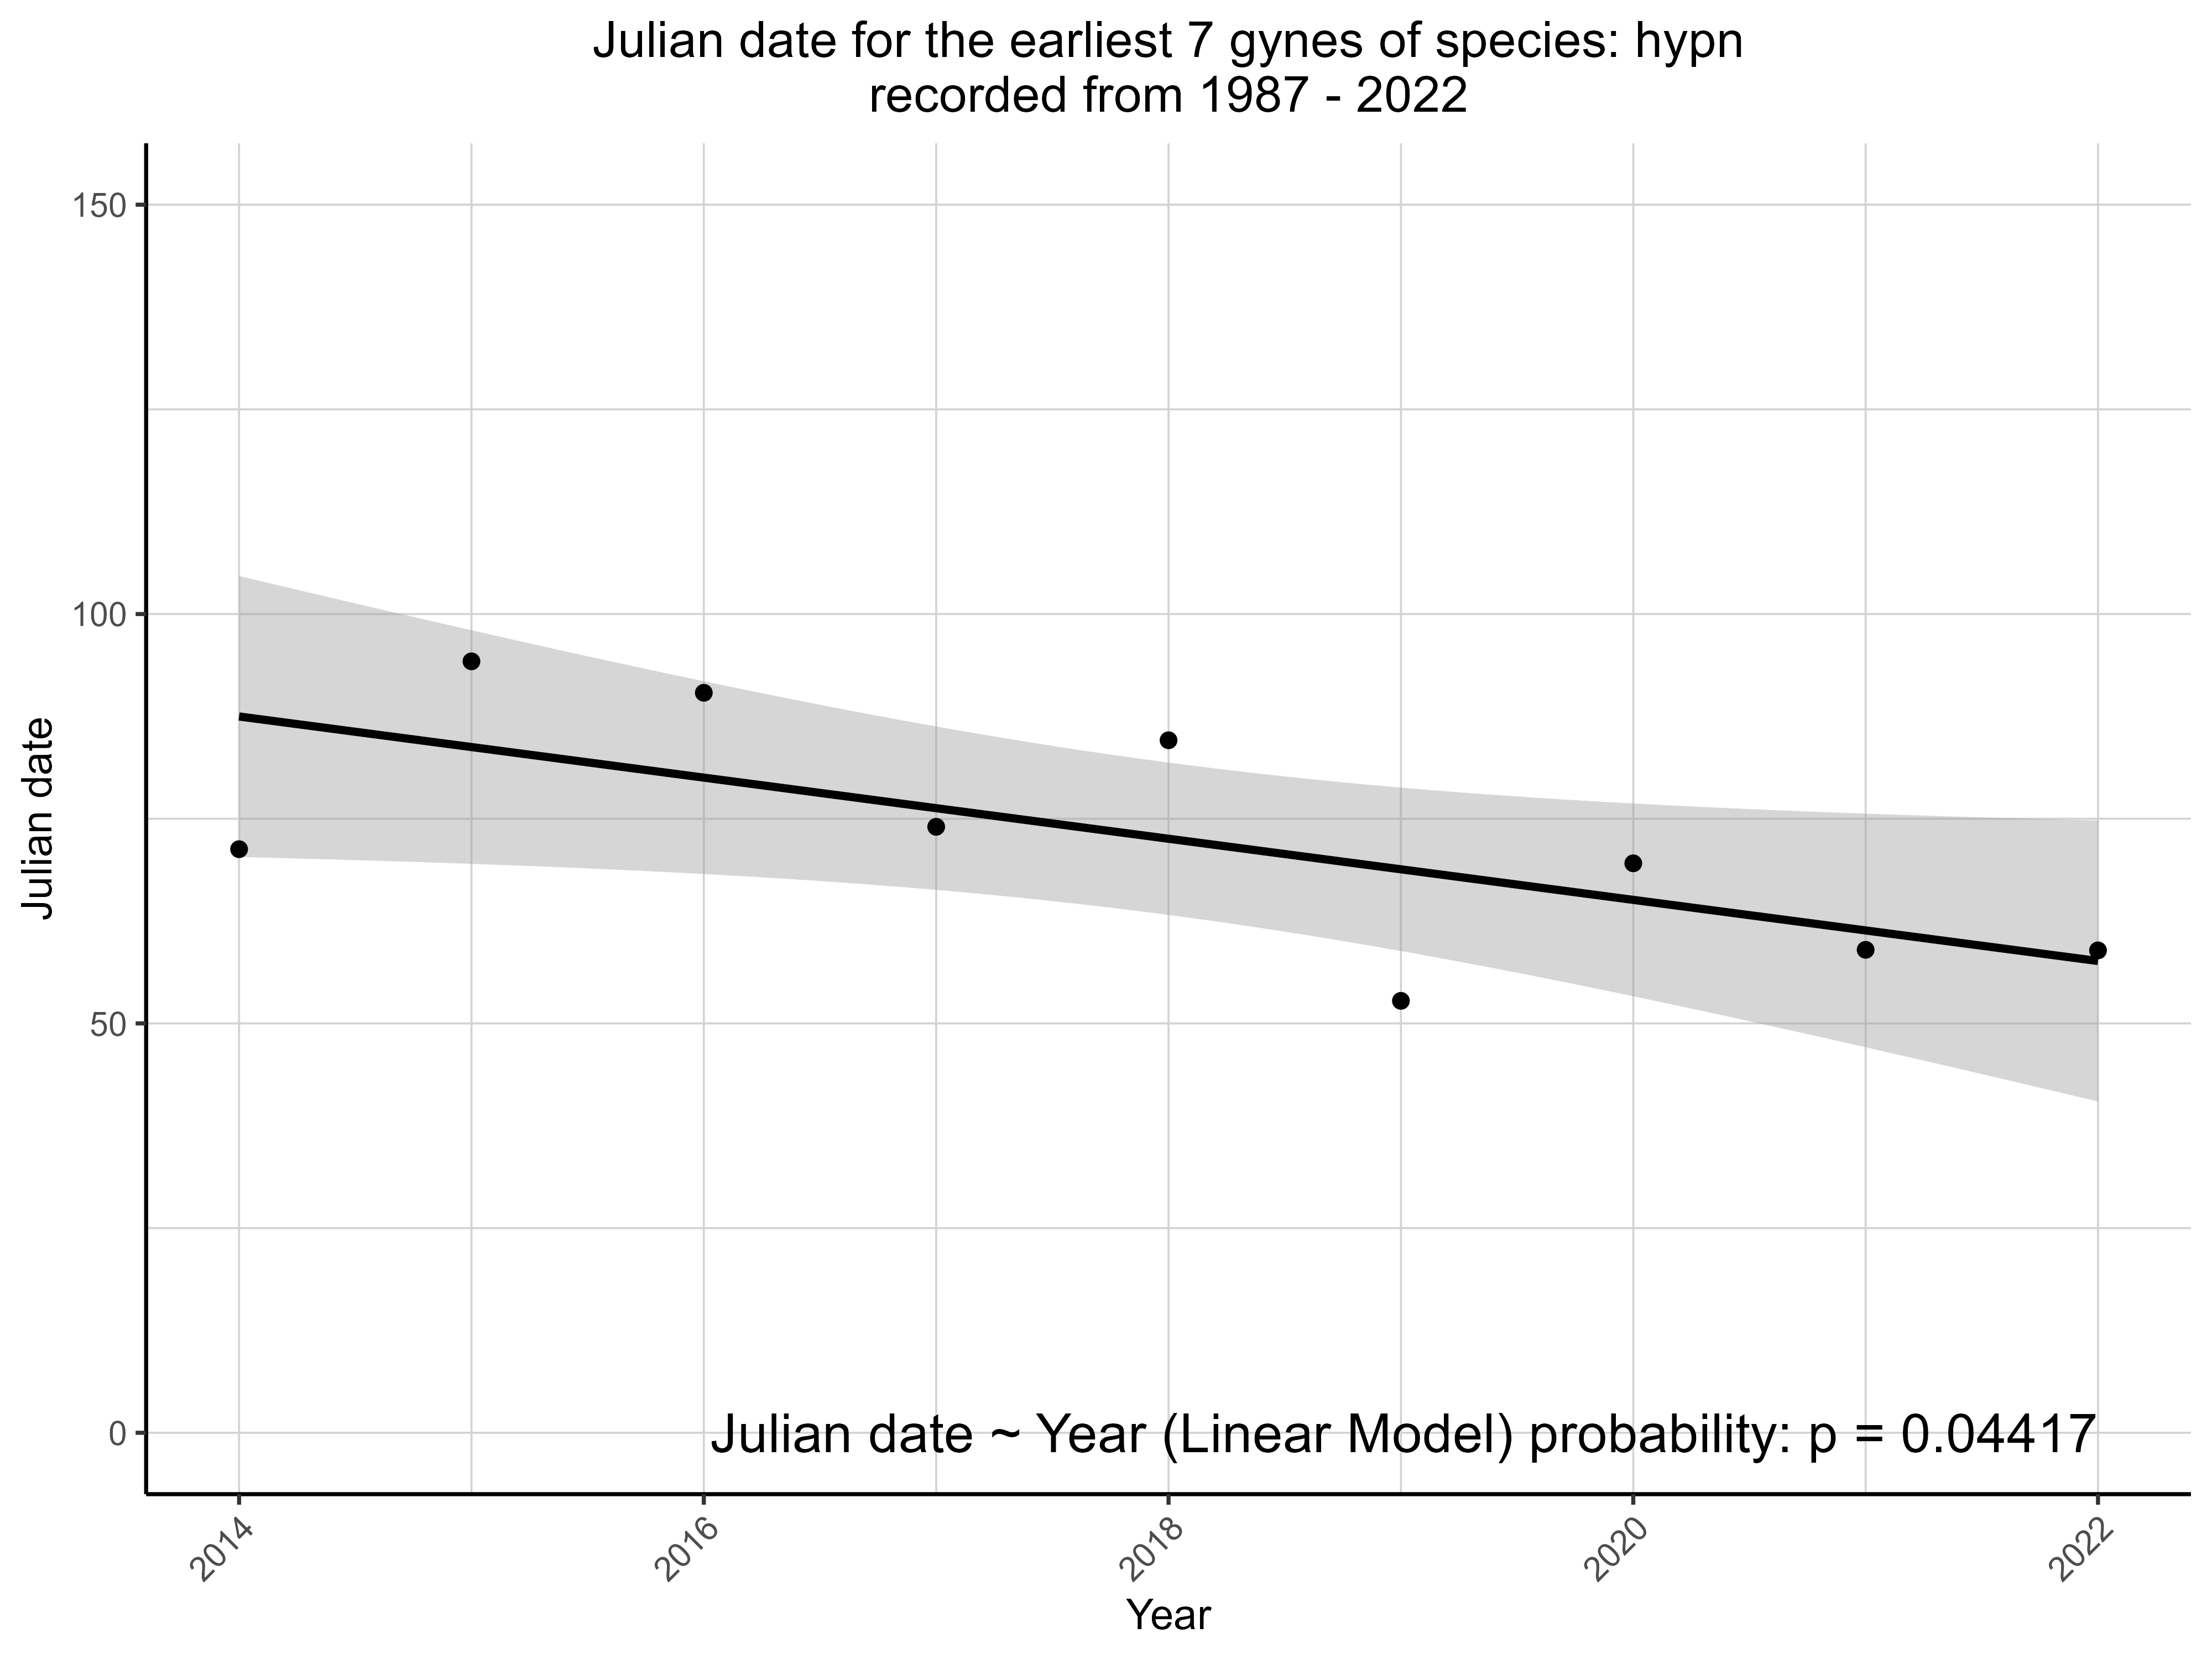 Julian date for the earliest 7 gynes of species: hypn
recorded from 1987 - 2022
150
100
50
0
Julian date
Julian date ~ Year (Linear Model) probability: p = 0.04417
2014
2016
2018
2020
2022
Year